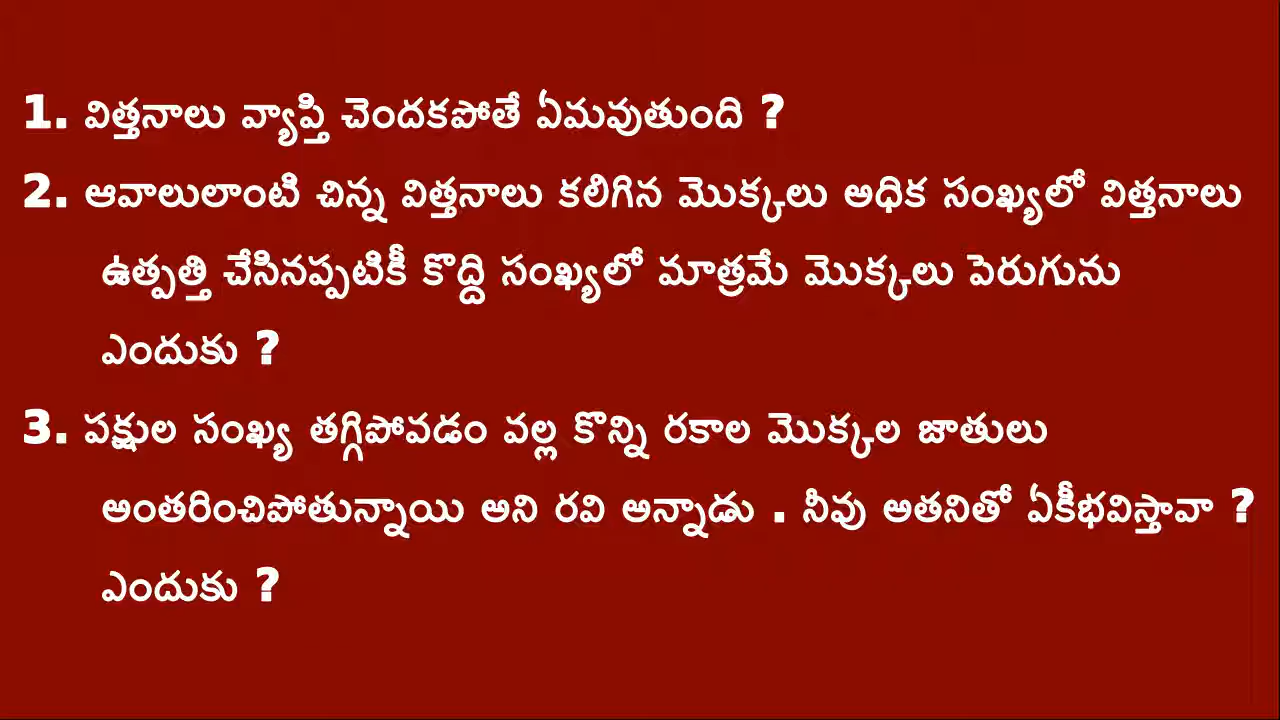 1. విత్తనాలు వ్యాప్తి చెందకపోతే ఏమవుతుంది ?
2. ఆవాలులాంటి చిన్న విత్తనాలు కలిగిన మొక్కలు అధిక సంఖ్యలో విత్తనాలు
ఉత్పత్తి చేసినప్పటికీ కొద్ది సంఖ్యలో మాత్రమే మొక్కలు పెరుగును
ఎందుకు ?
3. పక్షుల సంఖ్య తగ్గిపోవడం వల్ల కొన్ని రకాల మొక్కల జాతులు
అంతరించిపోతున్నాయి అని రవి అన్నాడు . నీవు అతనితో ఏకీభవిస్తావా ?
ఎందుకు ?